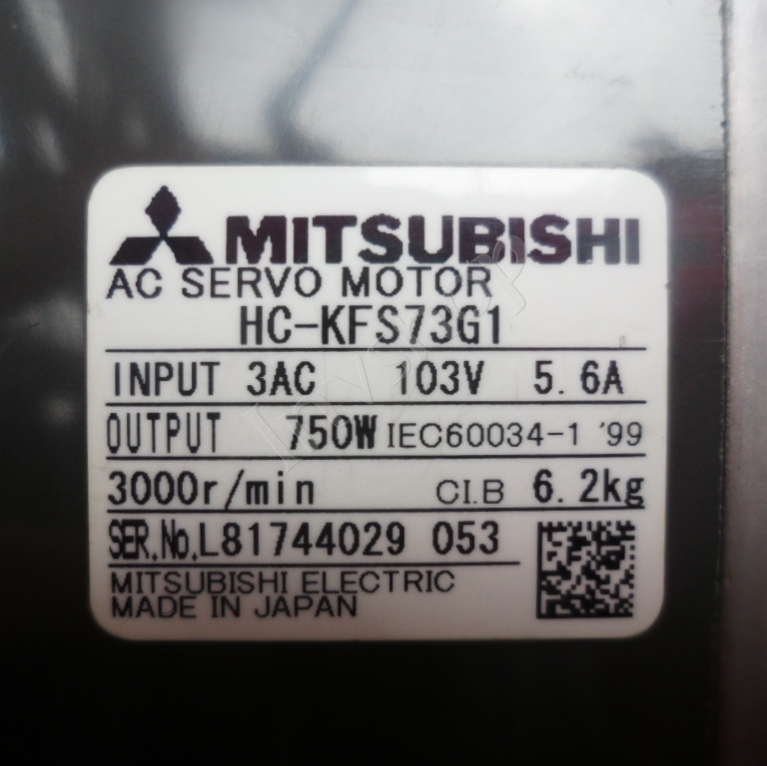 MITSUBISHI
AC SERVO MOTOR
HC-KFS73G1
INPUT 3AC 103V 5.6A
OUTPUT 750W IEC60034-1 '99
3000r/min CI.B 6.2kg
SER.No.L81744029 053
MITSUBISHI ELECTRIC
MADE IN JAPAN